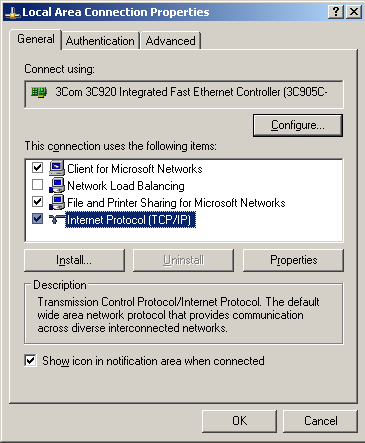 Local Area Connection Properties
General
Authentication
Advanced
Connect using:
3Com 3C920 Integrated Fast Ethernet Controller (3C905C-
Configure...
This connection uses the following items:
Client for Microsoft Networks
Network Load Balancing
File and Printer Sharing for Microsoft Networks
Internet Protocol (TCP/IP)
Install...
Uninstall
Properties
Description
Transmission Control Protocol/Internet Protocol. The default
wide area network protocol that provides communication
across diverse interconnected networks.
Show icon in notification area when connected
OK
Cancel